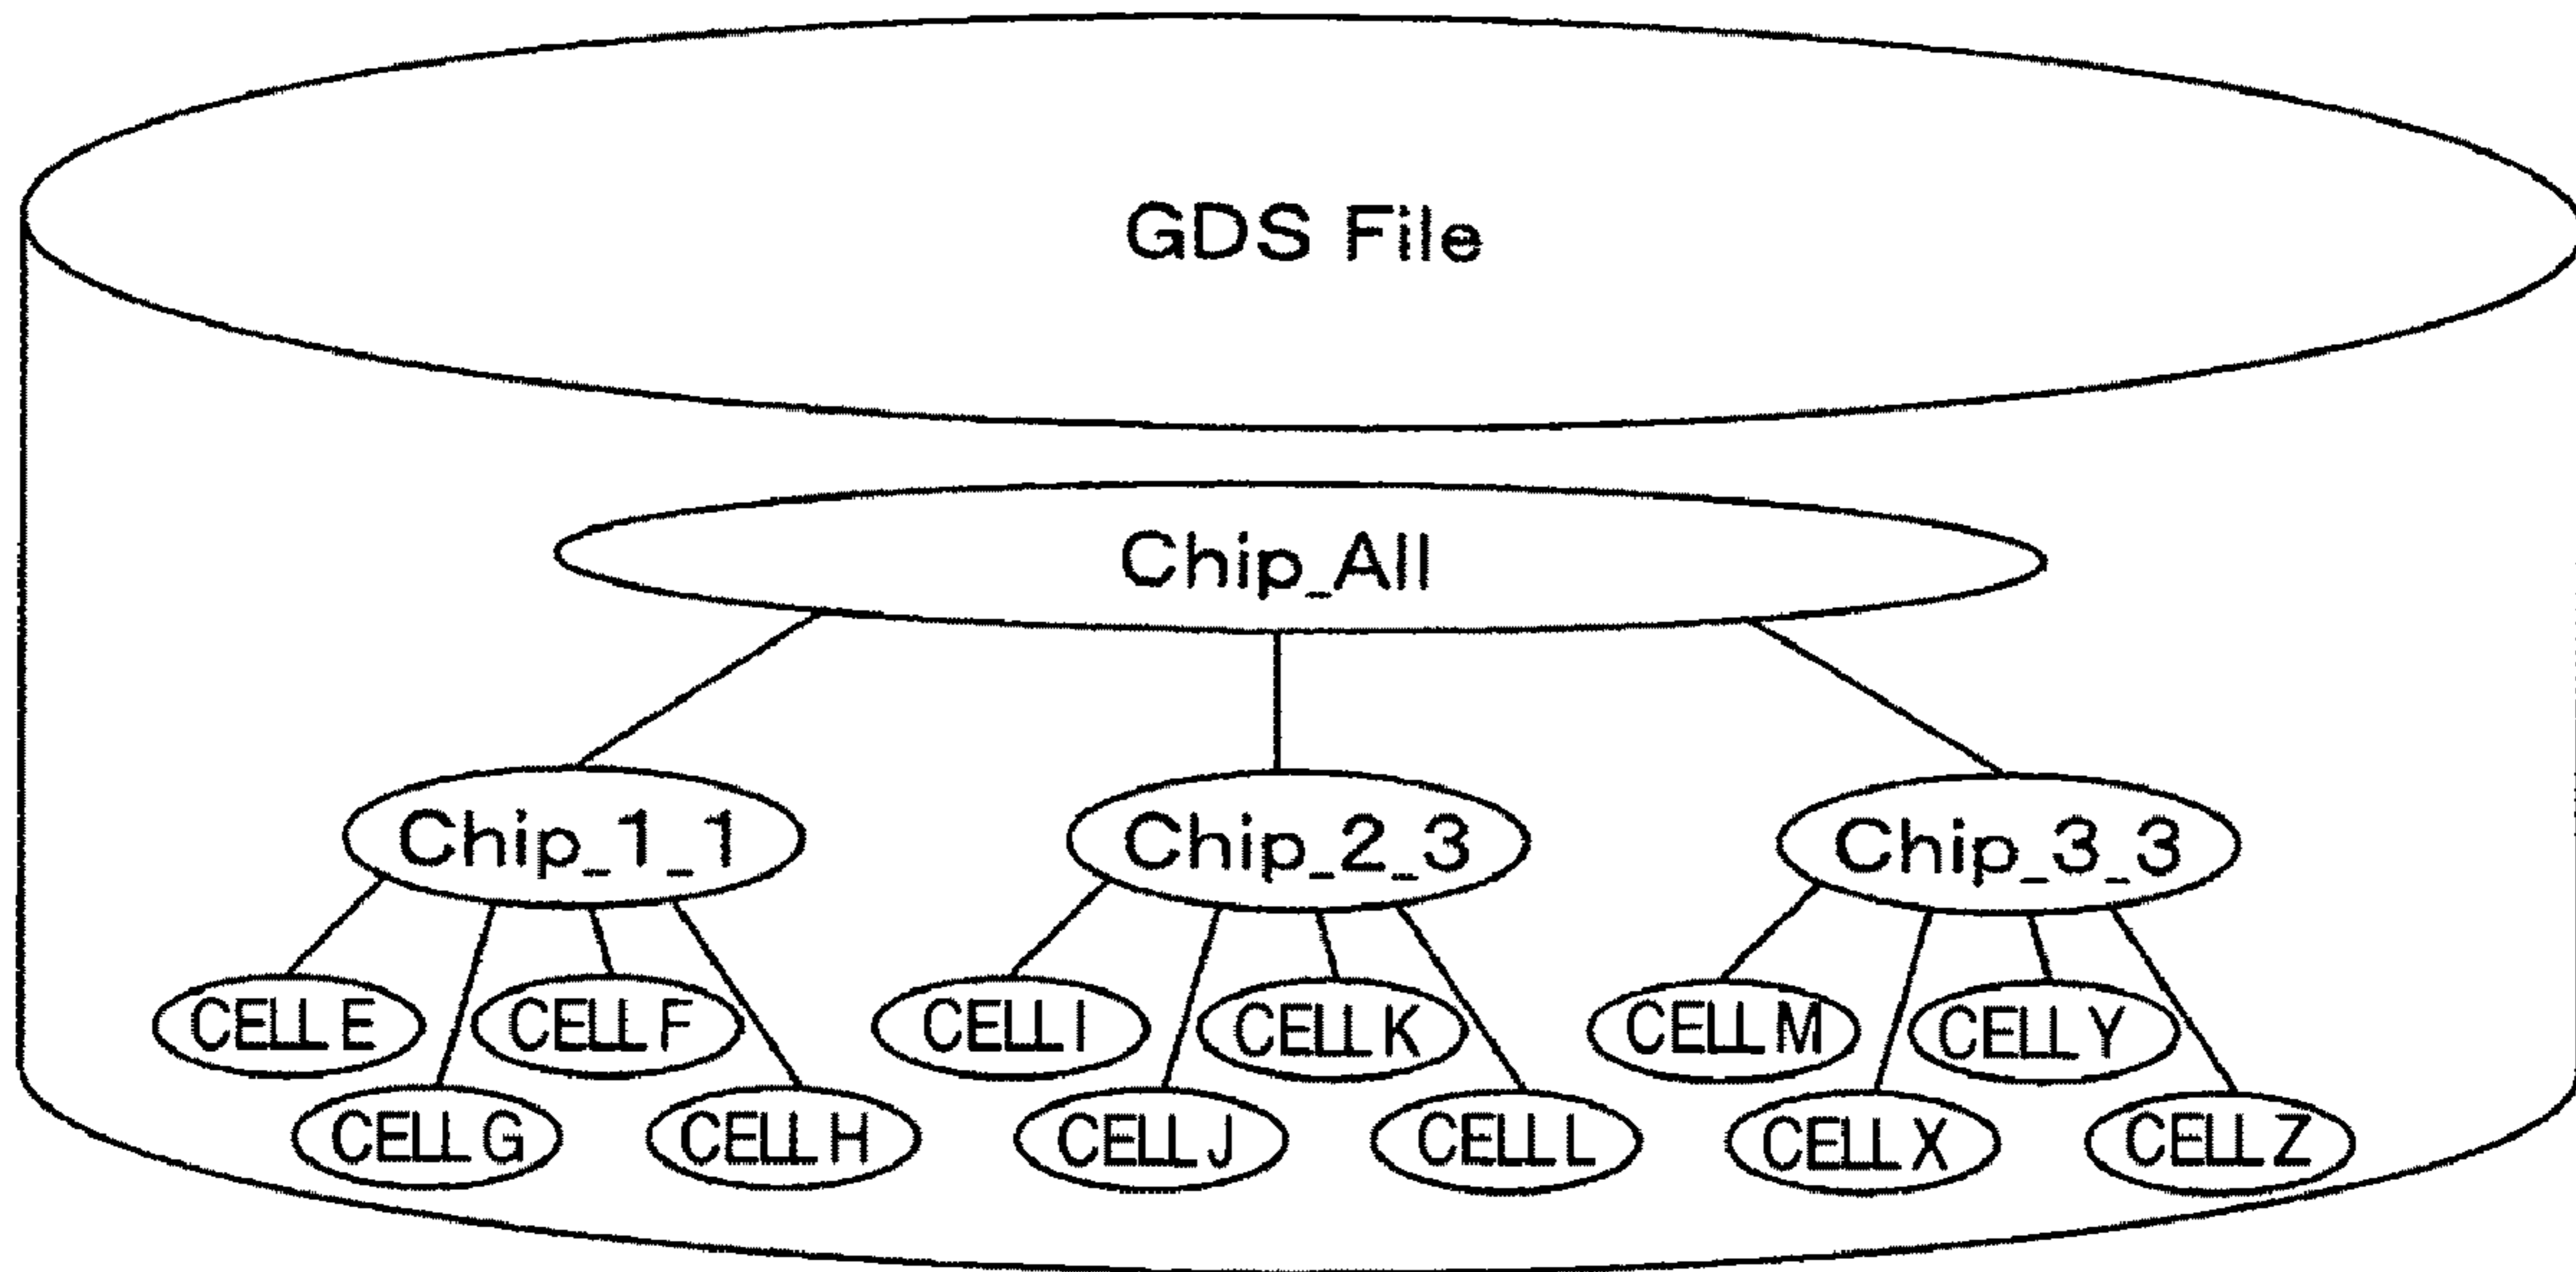 GDS File
Chip_All
Chip_1_1 Chip_2_3 Chip_3_3
CELL E CELL F CELL I CELL K CELL M CELL Y
CELL G CELL H CELL J CELL L CELL X CELL Z